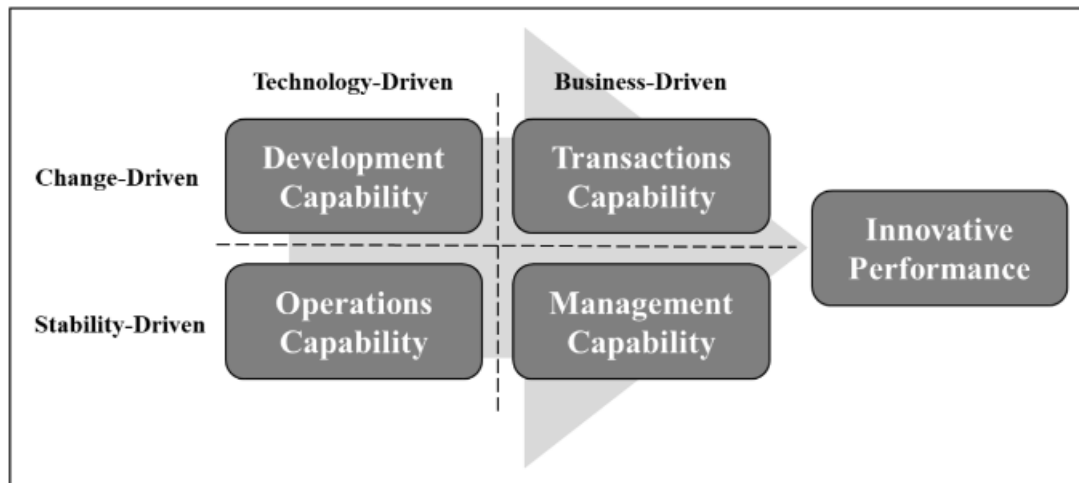 Technology-Driven
Business-Driven
Change-Driven
Development
Capability
Transactions
Capability
Innovative
Performance
Stability-Driven
Operations
Capability
Management
Capability